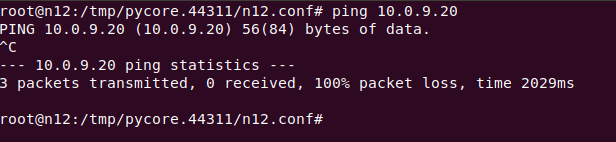 root@n12:/tmp/pycore.44311/n12.conf# ping 10.0.9.20
PING 10.0.9.20 (10.0.9.20) 56(84) bytes of data.
^C
--- 10.0.9.20 ping statistics ---
3 packets transmitted, 0 received, 100% packet loss, time 2029ms
root@n12:/tmp/pycore.44311/n12.conf#